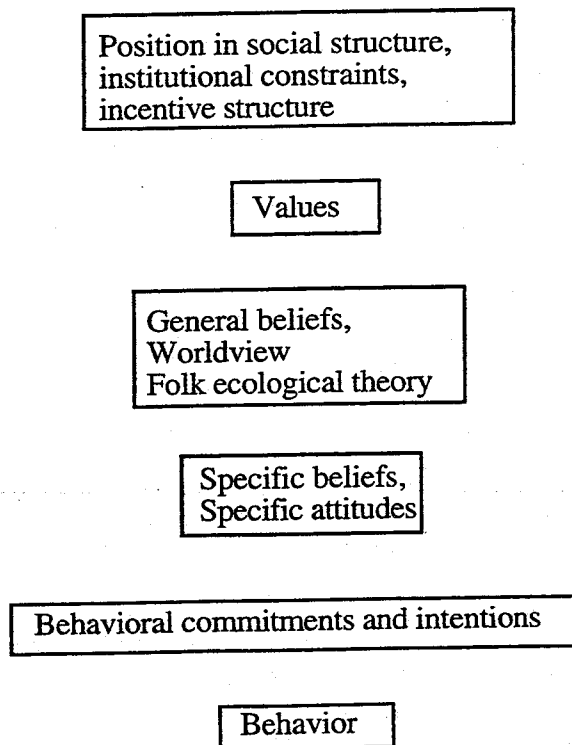 Position in social structure,
institutional constraints,
incentive structure
Values
General beliefs,
Worldview
Folk ecological theory
Specific beliefs,
Specific attitudes
Behavioral commitments and intentions
Behavior